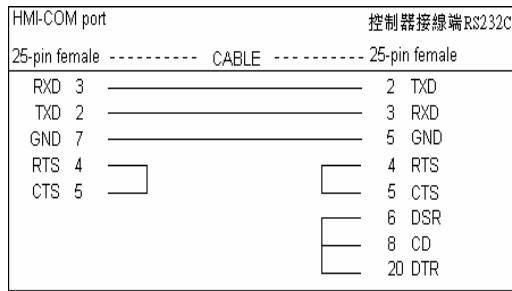 HMI-COM port 控制器接線端RS232C
25-pin female ---------- CABLE ---------- 25-pin female
RXD 3 2 TXD
TXD 2 3 RXD
GND 7 5 GND
RTS 4 4 RTS
CTS 5 5 CTS
6 DSR
8 CD
20 DTR